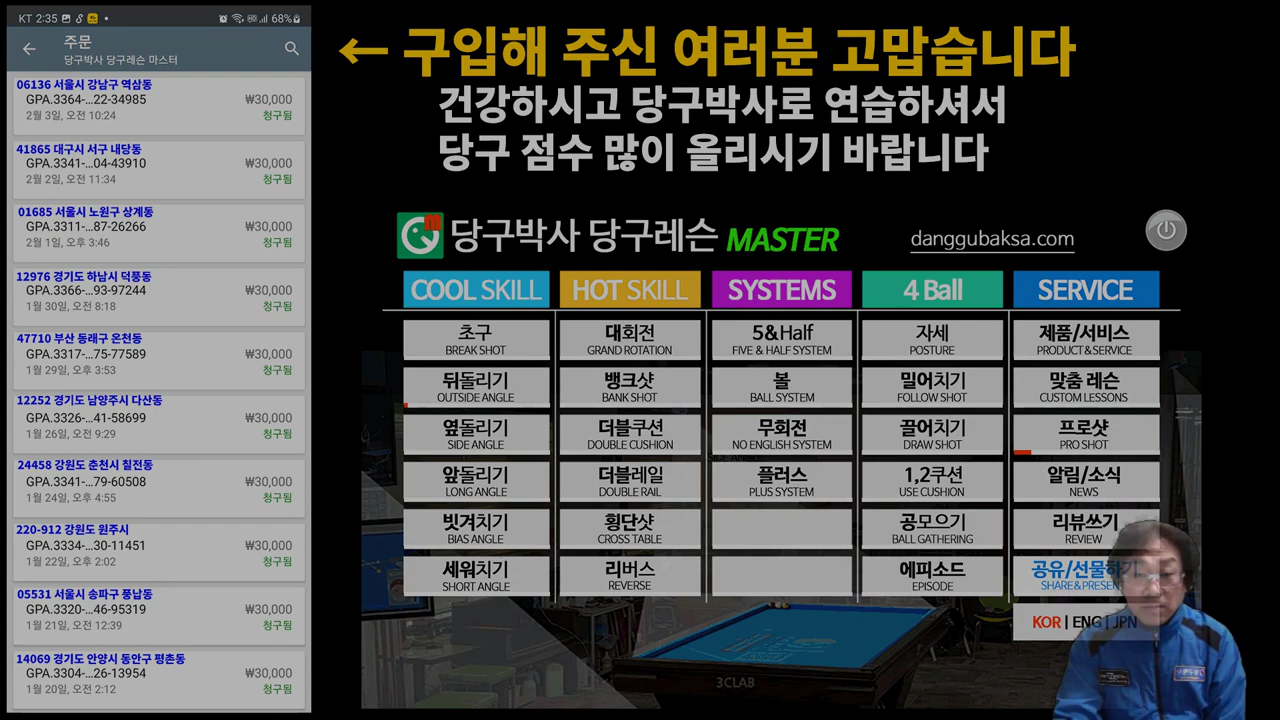 KT 2:35
68%
주문
당구박사 당구레슨 마스터
06136 서울시 강남구 역삼동
GPA.3364-...22-34985 ₩30,000
2월 3일, 오전 10:24 청구됨
41865 대구시 서구 내당동
GPA.3341-...04-43910 ₩30,000
2월 2일, 오전 11:34 청구됨
01685 서울시 노원구 상계동
GPA.3311-...87-26266 ₩30,000
2월 1일, 오후 3:46 청구됨
12976 경기도 하남시 덕풍동
GPA.3366-...93-97244 ₩30,000
1월 30일, 오전 8:18 청구됨
47710 부산 동래구 온천동
GPA.3317-...75-77589 ₩30,000
1월 29일, 오후 3:53 청구됨
12252 경기도 남양주시 다산동
GPA.3326-...41-58699 ₩30,000
1월 26일, 오전 9:29 청구됨
24458 강원도 춘천시 칠전동
GPA.3341-...79-60508 ₩30,000
1월 24일, 오후 4:55 청구됨
220-912 강원도 원주시
GPA.3334-...30-11451 ₩30,000
1월 22일, 오후 2:02 청구됨
05531 서울시 송파구 풍납동
GPA.3320-...46-95319 ₩30,000
1월 21일, 오전 12:39 청구됨
14069 경기도 안양시 동안구 평촌동
GPA.3304-...26-13954 ₩30,000
1월 20일, 오전 2:12 청구됨
← 구입해 주신 여러분 고맙습니다
건강하시고 당구박사로 연습하셔서
당구 점수 많이 올리시기 바랍니다
m 당구박사 당구레슨 MASTER danggubaksa.com
COOL SKILL HOT SKILL SYSTEMS 4 Ball SERVICE
초구 대회전 5&Half 자세 제품/서비스
BREAK SHOT GRAND ROTATION FIVE & HALF SYSTEM POSTURE PRODUCT & SERVICE
뒤돌리기 뱅크샷 볼 밀어치기 맞춤 레슨
OUTSIDE ANGLE BANK SHOT BALL SYSTEM FOLLOW SHOT CUSTOM LESSONS
옆돌리기 더블쿠션 무회전 끌어치기 프로샷
SIDE ANGLE DOUBLE CUSHION NO ENGLISH SYSTEM DRAW SHOT PRO SHOT
앞돌리기 더블레일 플러스 1,2쿠션 알림/소식
LONG ANGLE DOUBLE RAIL PLUS SYSTEM USE CUSHION NEWS
빗겨치기 횡단샷 공모으기 리뷰쓰기
BIAS ANGLE CROSS TABLE BALL GATHERING REVIEW
세워치기 리버스 에피소드 공유/선물하기
SHORT ANGLE REVERSE EPISODE SHARE & PRESENT
KOR | ENG | JPN
3CLAB